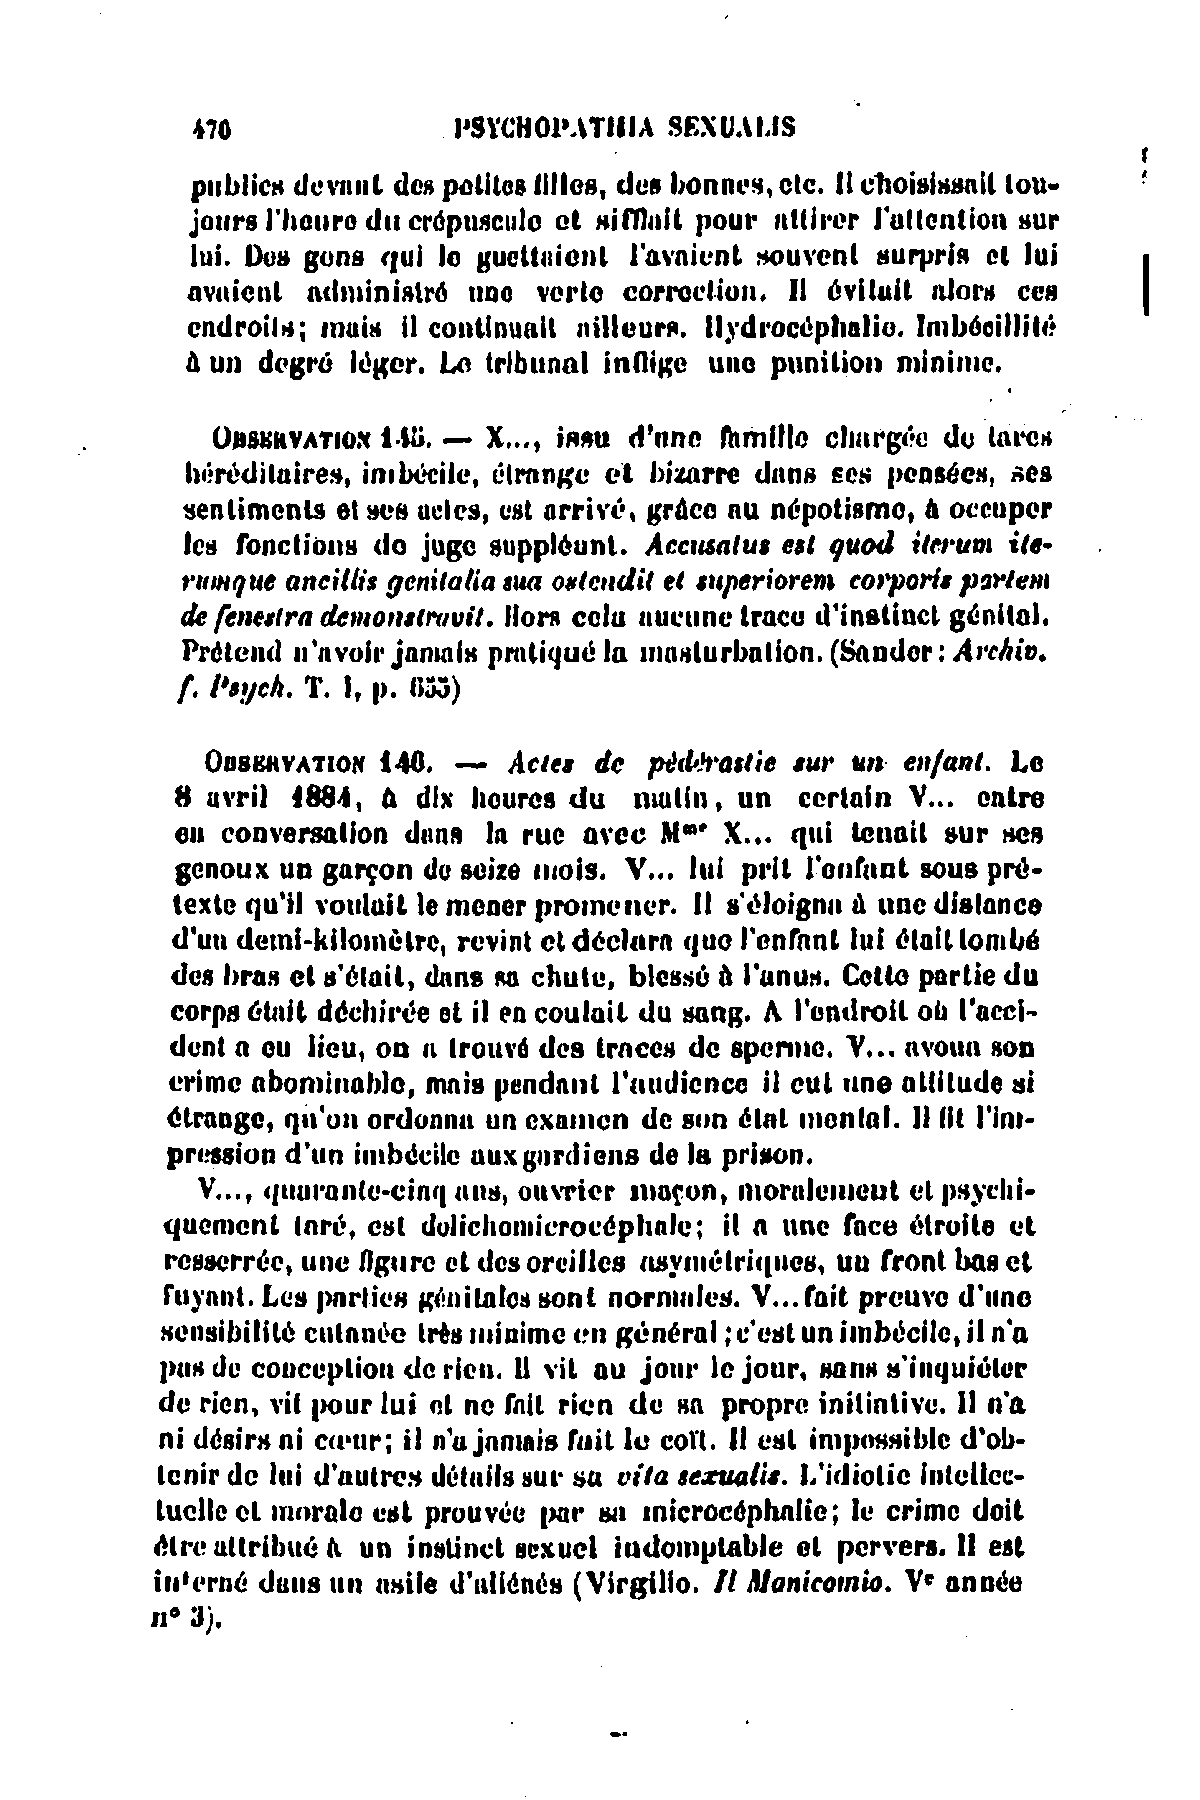 470 PSYCHOPATHIA SEXUALIS
publics devant des petites filles, des bonnes, etc. Il choisissait tou-
jours l'heure du crépuscule et sifflait pour attirer l'attention sur
lui. Des gens qui le guettaient l'avaient souvent surpris et lui
avaient administré une verte correction. Il évitait alors ces
endroits; mais il continuait ailleurs. Hydrocéphalie. Imbécillité
à un degré léger. Le tribunal inflige une punition minime.
OBSERVATION 145. — X..., issu d'une famille chargée de tares
héréditaires, imbécile, étrange et bizarre dans ses pensées, ses
sentiments et ses actes, est arrivé, grâce au népotisme, à occuper
les fonctions de juge suppléant. Accusatus est quod iterum ite-
rumque ancillis genitalia sua ostendit et superiorem corporis partem
de fenestra demonstravit. Hors cela aucune trace d'instinct génital.
Prétend n'avoir jamais pratiqué la masturbation. (Sander : Archiv.
f. Psych. T. I, p. 655)
OBSERVATION 146. — Actes de pédérastie sur un enfant. Le
8 avril 1884, à dix heures du matin, un certain V... entre
en conversation dans la rue avec Mme X... qui tenait sur ses
genoux un garçon de seize mois. V... lui prit l'enfant sous pré-
texte qu'il voulait le mener promener. Il s'éloigna à une distance
d'un demi-kilomètre, revint et déclara que l'enfant lui était tombé
des bras et s'était, dans sa chute, blessé à l'anus. Cette partie du
corps était déchirée et il en coulait du sang. A l'endroit où l'acci-
dent a eu lieu, on a trouvé des traces de sperme. V... avoua son
crime abominable, mais pendant l'audience il eut une attitude si
étrange, qu'on ordonna un examen de son état mental. Il fit l'im-
pression d'un imbécile aux gardiens de la prison.
V..., quarante-cinq ans, ouvrier maçon, moralement et psychi-
quement taré, est dolichomicrocéphale; il a une face étroite et
resserrée, une figure et des oreilles asymétriques, un front bas et
fuyant. Les parties génitales sont normales. V... fait preuve d'une
sensibilité cutanée très minime en général ; c'est un imbécile, il n'a
pas de conception de rien. Il vit au jour le jour, sans s'inquiéter
de rien, vit pour lui et ne fait rien de sa propre initiative. Il n'a
ni désirs ni cœur; il n'a jamais fait le coït. Il est impossible d'ob-
tenir de lui d'autres détails sur sa vita sexualis. L'idiotie intellec-
tuelle et morale est prouvée par sa microcéphalie; le crime doit
être attribué à un instinct sexuel indomptable et pervers. Il est
interné dans un asile d'aliénés (Virgilio. Il Manicomio. Ve année
n° 3).